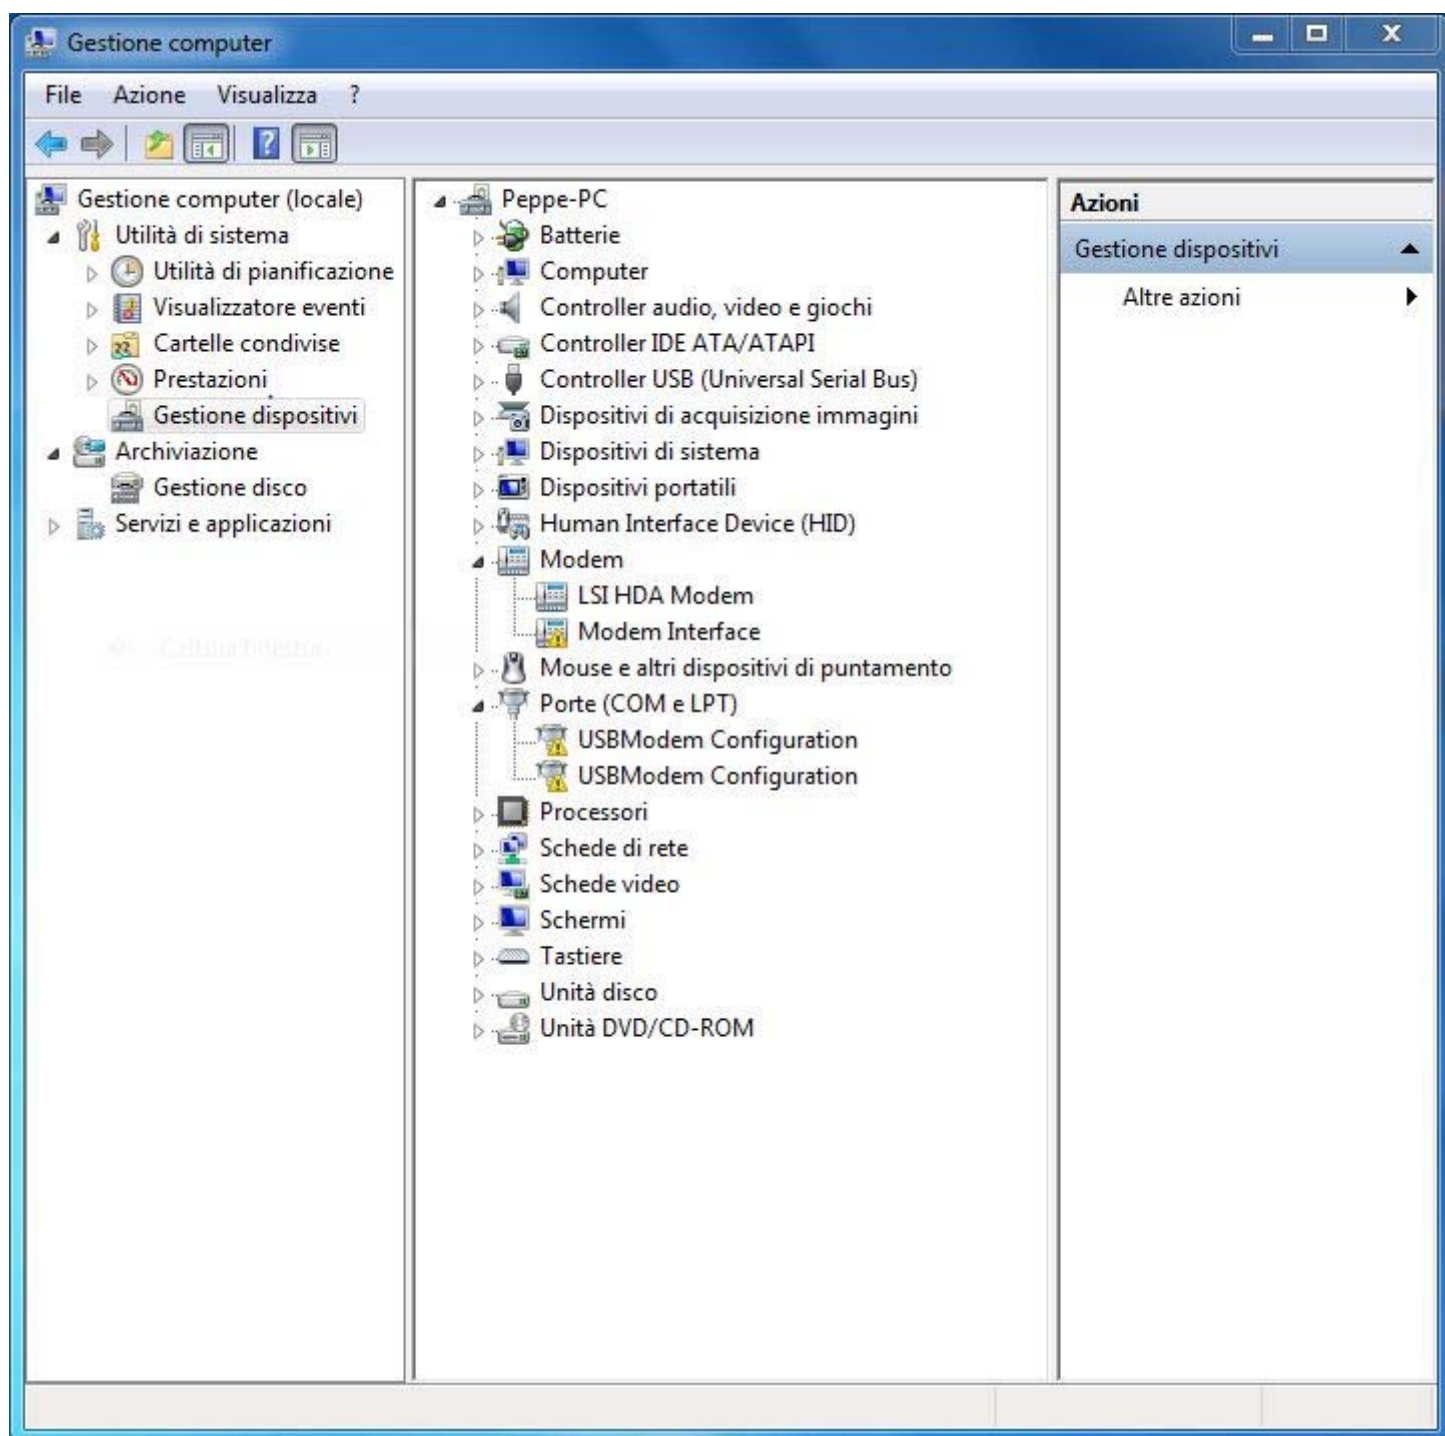 Gestione computer
File Azione Visualizza ?
Gestione computer (locale)
Utilità di sistema
Utilità di pianificazione
Visualizzatore eventi
Cartelle condivise
Prestazioni
Gestione dispositivi
Archiviazione
Gestione disco
Servizi e applicazioni
Peppe-PC
Batterie
Computer
Controller audio, video e giochi
Controller IDE ATA/ATAPI
Controller USB (Universal Serial Bus)
Dispositivi di acquisizione immagini
Dispositivi di sistema
Dispositivi portatili
Human Interface Device (HID)
Modem
LSI HDA Modem
Modem Interface
Mouse e altri dispositivi di puntamento
Porte (COM e LPT)
USBModem Configuration
USBModem Configuration
Processori
Schede di rete
Schede video
Schermi
Tastiere
Unità disco
Unità DVD/CD-ROM
Azioni
Gestione dispositivi
Altre azioni